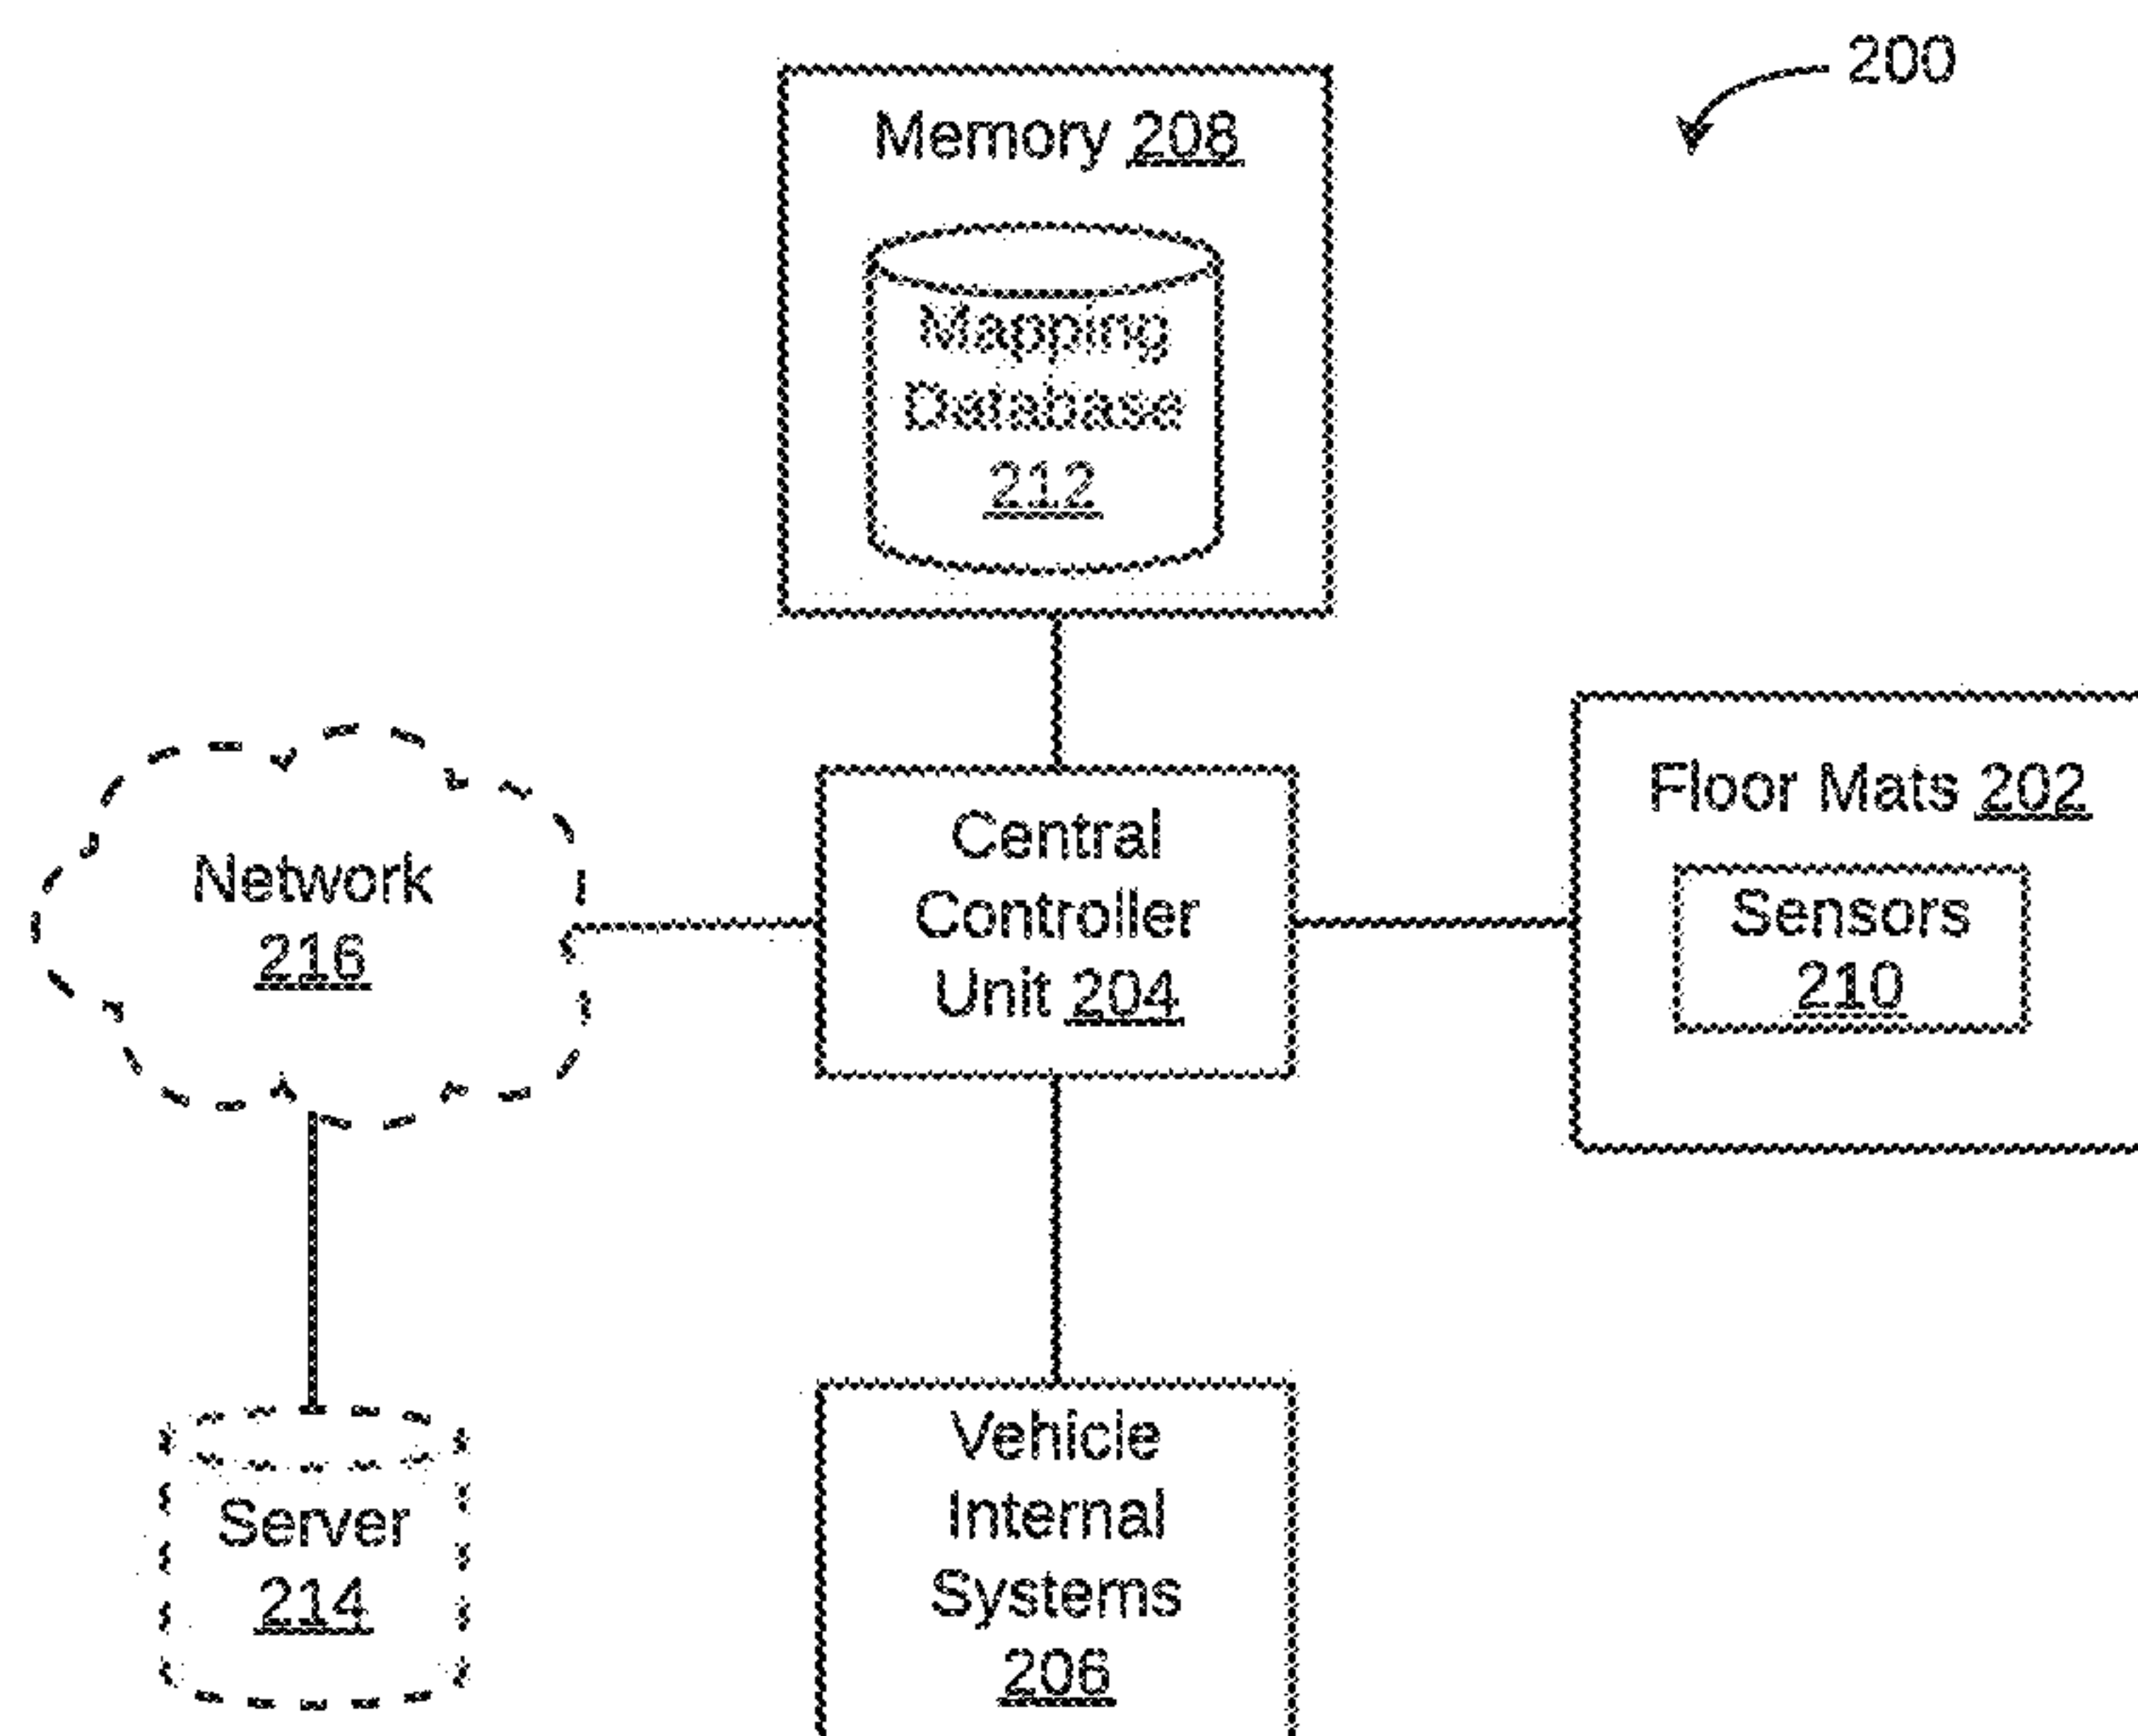 200
Memory 208
Mapping
Database
212
Floor Mats 202
Sensors
210
Central
Controller
Unit 204
Network
216
Server
214
Vehicle
Internal
Systems
206